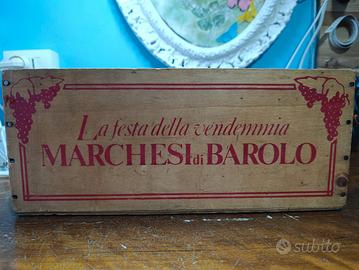 La festa della vendemmia
MARCHESI di BAROLO
subito